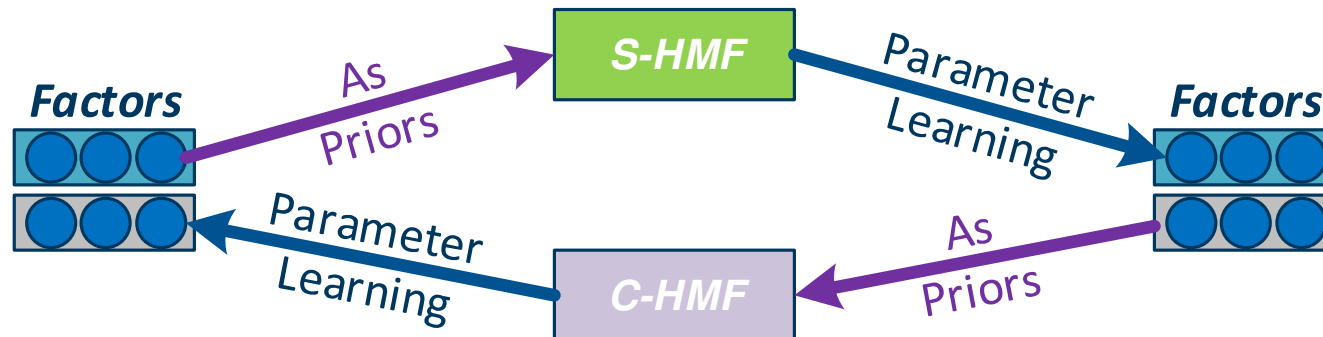 S-HMF
As
Priors
Parameter
Learning
Factors
Factors
Parameter
Learning
As
Priors
C-HMF